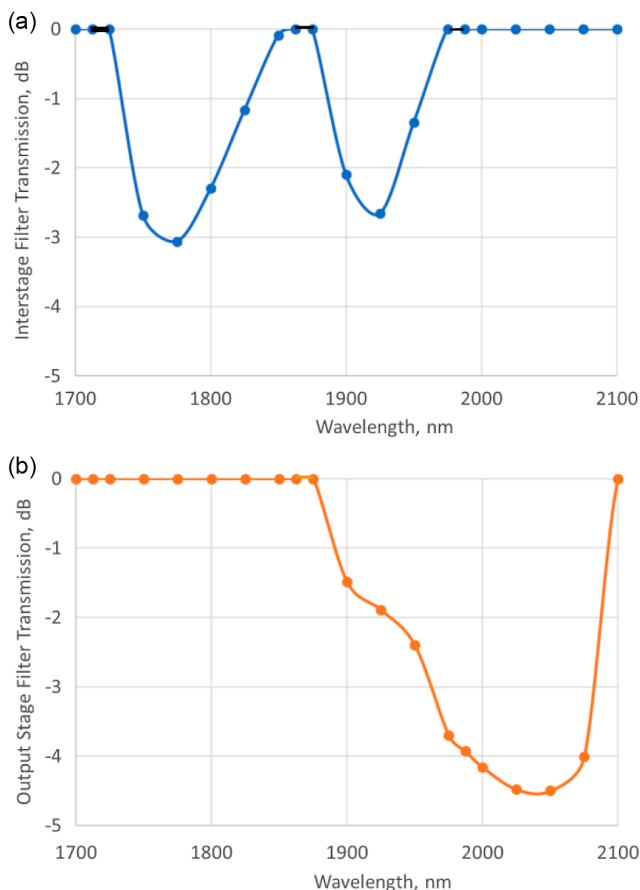 (a)
Interstage Filter Transmission, dB
0
-1
-2
-3
-4
-5
1700 1800 1900 2000 2100
Wavelength, nm
(b)
Output Stage Filter Transmission, dB
0
-1
-2
-3
-4
-5
1700 1800 1900 2000 2100
Wavelength, nm